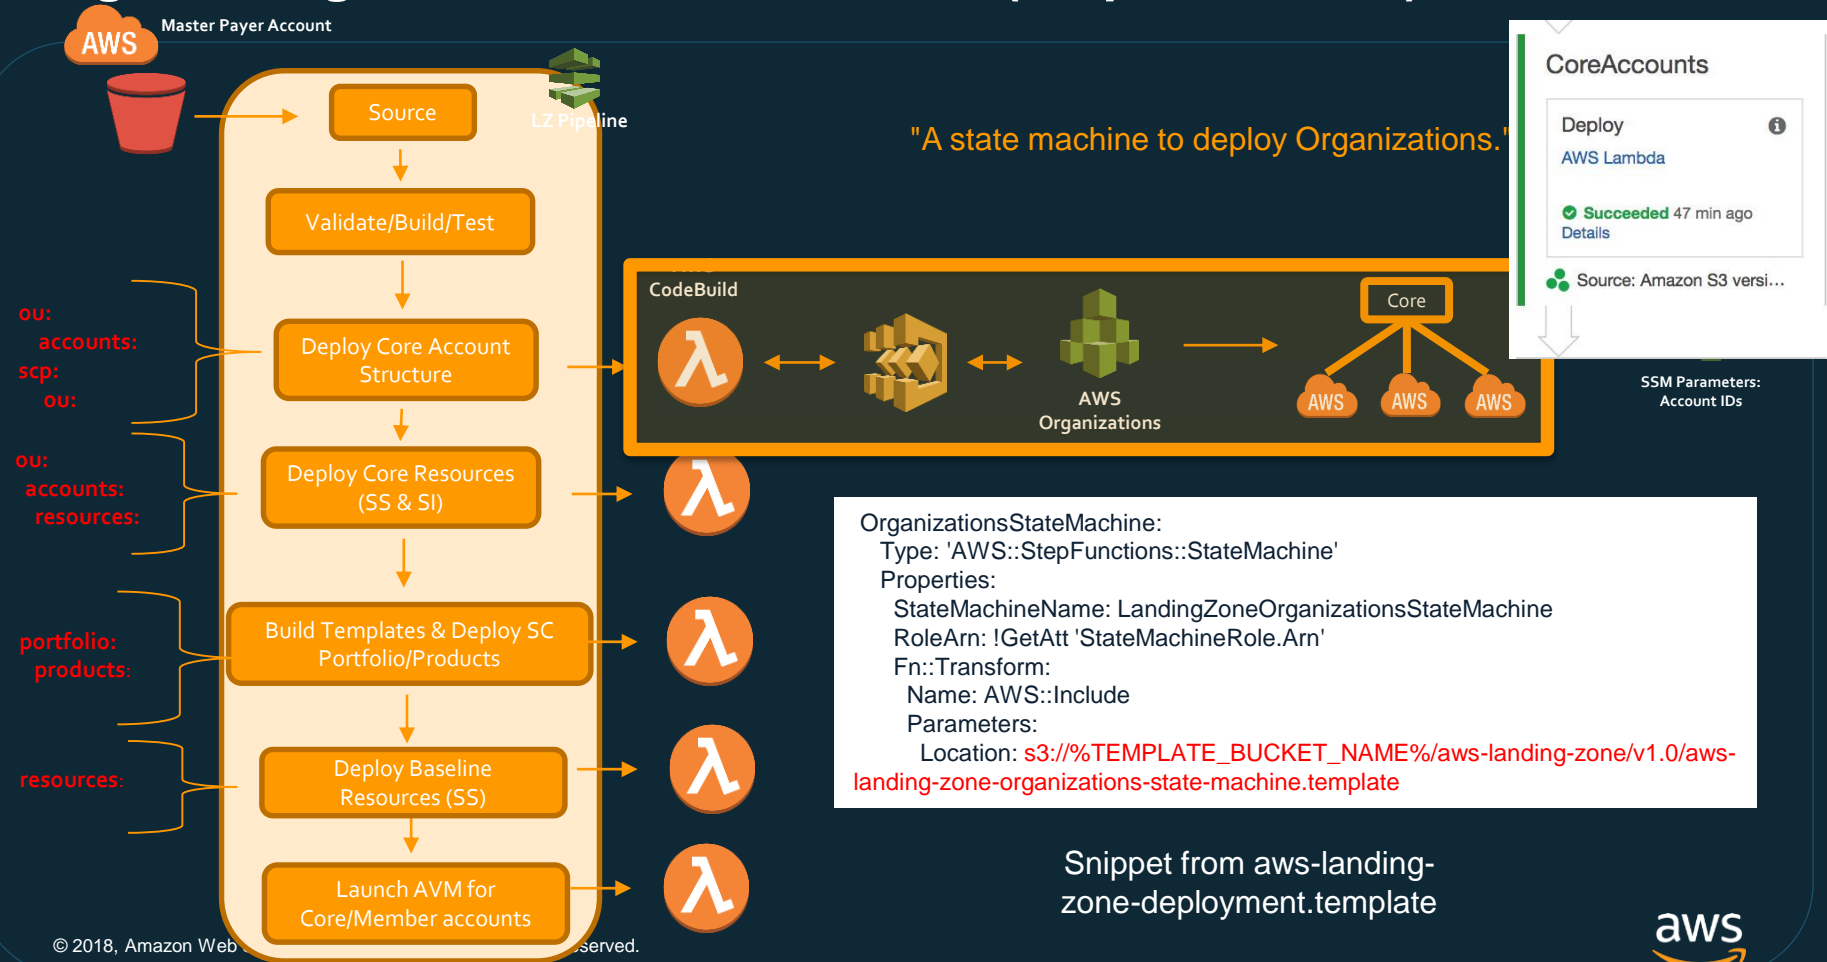 AWS
Master Payer Account
LZ Pipeline
Source
Validate/Build/Test
Deploy Core Account
Structure
Deploy Core Resources
(SS & SI)
Build Templates & Deploy SC
Portfolio/Products
Deploy Baseline
Resources (SS)
Launch AVM for
Core/Member accounts
ou:
accounts:
scp:
ou:
ou:
accounts:
resources:
portfolio:
products:
resources:
"A state machine to deploy Organizations."
CodeBuild
AWS
Organizations
Core
AWS
AWS
AWS
CoreAccounts
Deploy
AWS Lambda
Succeeded 47 min ago
Details
Source: Amazon S3 versi...
SSM Parameters:
Account IDs
OrganizationsStateMachine:
Type: 'AWS::StepFunctions::StateMachine'
Properties:
StateMachineName: LandingZoneOrganizationsStateMachine
RoleArn: !GetAtt 'StateMachineRole.Arn'
Fn::Transform:
Name: AWS::Include
Parameters:
Location: s3://%TEMPLATE_BUCKET_NAME%/aws-landing-zone/v1.0/aws-
landing-zone-organizations-state-machine.template
Snippet from aws-landing-
zone-deployment.template
© 2018, Amazon Web
served.
aws